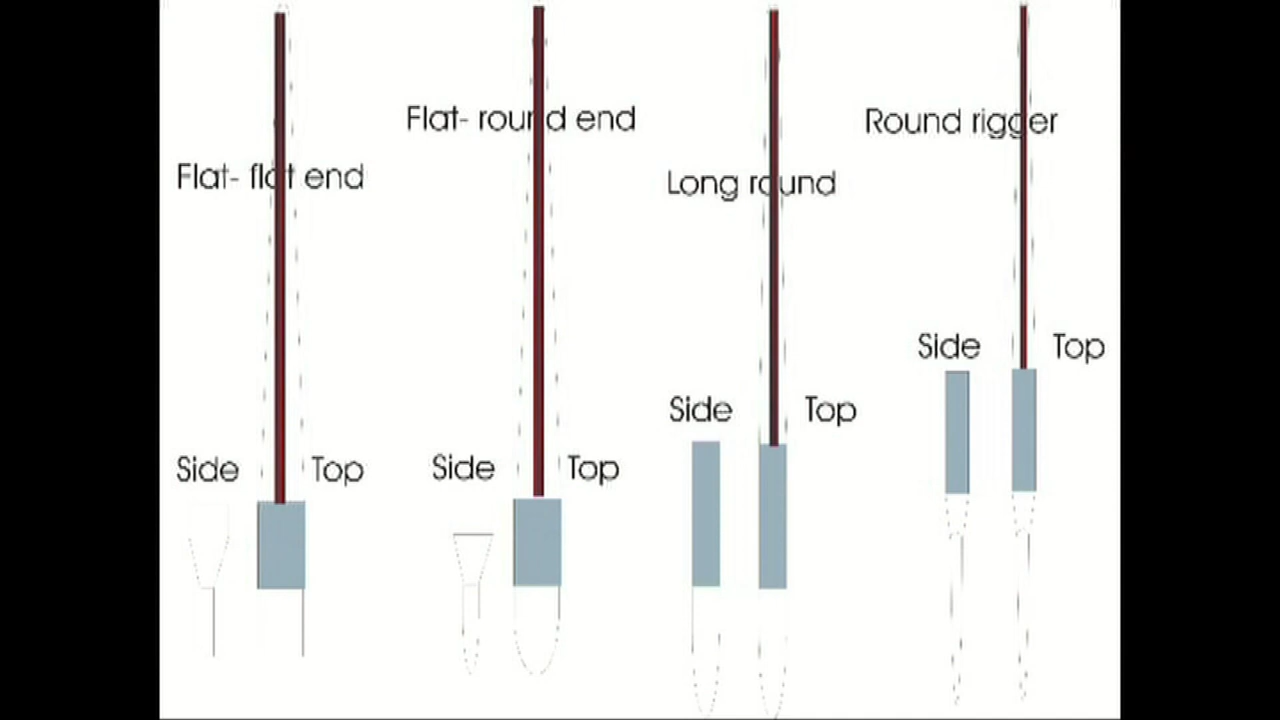 Flat- flat end
Side
Top
Flat- round end
Side
Top
Long round
Side
Top
Round rigger
Side
Top